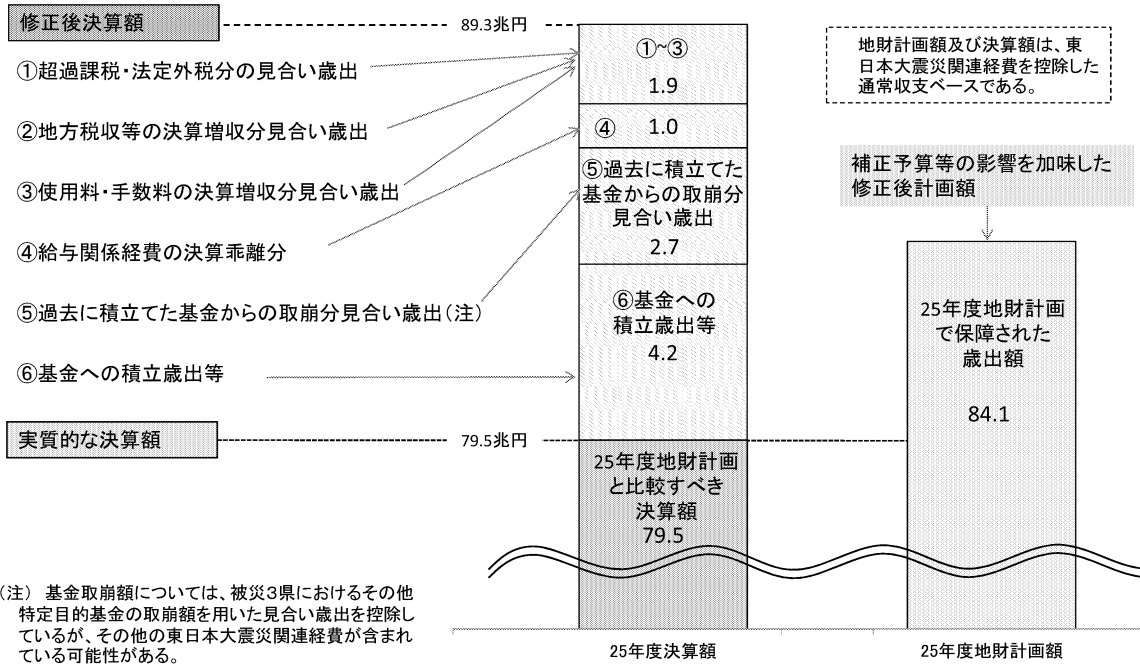 修正後決算額
89.3兆円
①超過課税・法定外税分の見合い歳出
②地方税収等の決算増収分見合い歳出
③使用料・手数料の決算増収分見合い歳出
④給与関係経費の決算乖離分
⑤過去に積立てた基金からの取崩分見合い歳出(注)
⑥基金への積立歳出等
実質的な決算額
79.5兆円
①~③
1.9
④ 1.0
⑤過去に積立てた
基金からの取崩分
見合い歳出
2.7
⑥基金への
積立歳出等
4.2
25年度地財計画
と比較すべき
決算額
79.5
地財計画額及び決算額は、東
日本大震災関連経費を控除した
通常収支ベースである。
補正予算等の影響を加味した
修正後計画額
25年度地財計画
で保障された
歳出額
84.1
(注) 基金取崩額については、被災3県におけるその他
特定目的基金の取崩額を用いた見合い歳出を控除し
ているが、その他の東日本大震災関連経費が含まれ
ている可能性がある。
25年度決算額
25年度地財計画額